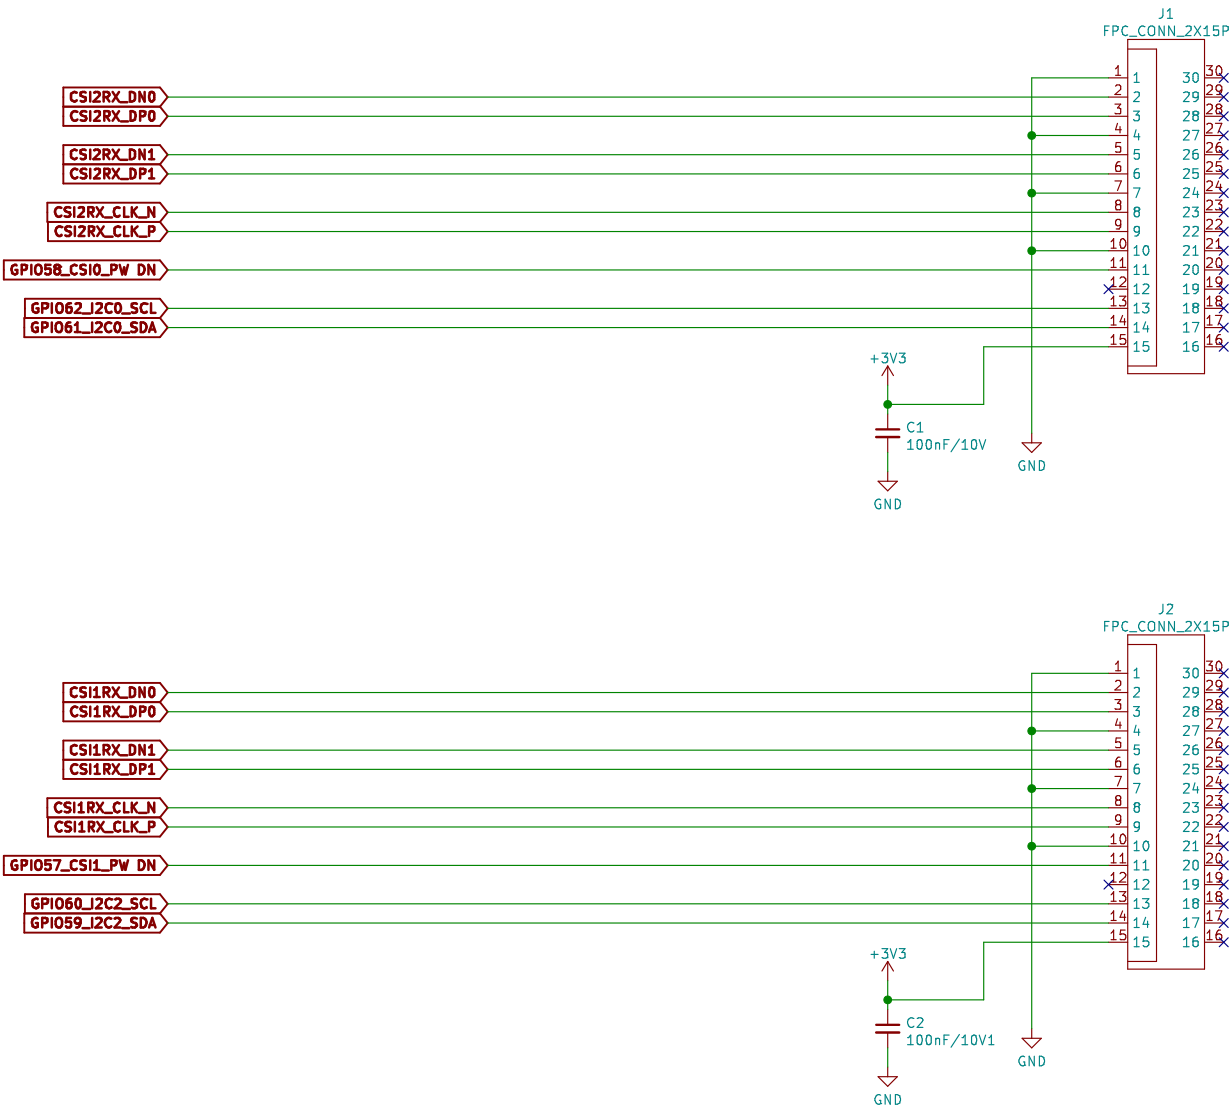 J1
FPC_CONN_2X15P
1 1 30 30
CSI2RX_DN0 2 2 29 29
CSI2RX_DP0 3 3 28 28
4 4 27 27
CSI2RX_DN1 5 5 26 26
CSI2RX_DP1 6 6 25 25
7 7 24 24
CSI2RX_CLK_N 8 8 23 23
CSI2RX_CLK_P 9 9 22 22
10 10 21 21
GPIO58_CSI0_PW DN 11 11 20 20
12 12 19 19
GPIO62_I2C0_SCL 13 13 18 18
GPIO61_I2C0_SDA 14 14 17 17
15 15 16 16
+3V3
C1
100nF/10V
GND
GND
J2
FPC_CONN_2X15P
1 1 30 30
CSI1RX_DN0 2 2 29 29
CSI1RX_DP0 3 3 28 28
4 4 27 27
CSI1RX_DN1 5 5 26 26
CSI1RX_DP1 6 6 25 25
7 7 24 24
CSI1RX_CLK_N 8 8 23 23
CSI1RX_CLK_P 9 9 22 22
10 10 21 21
GPIO57_CSI1_PW DN 11 11 20 20
12 12 19 19
GPIO60_I2C2_SCL 13 13 18 18
GPIO59_I2C2_SDA 14 14 17 17
15 15 16 16
+3V3
C2
100nF/10V1
GND
GND